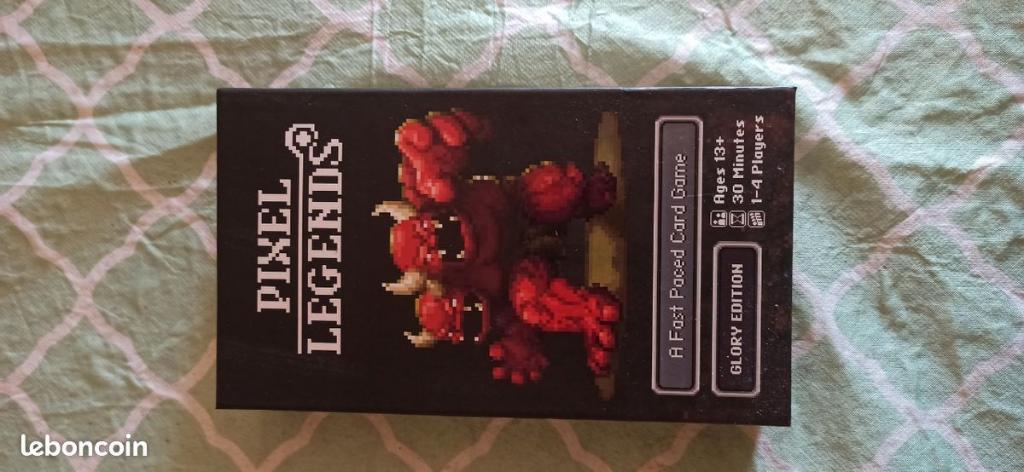 PIXEL
LEGENDS
A Fast Paced Card Game
GLORY EDITION
Ages 13+
30 Minutes
1-4 Players
leboncoin